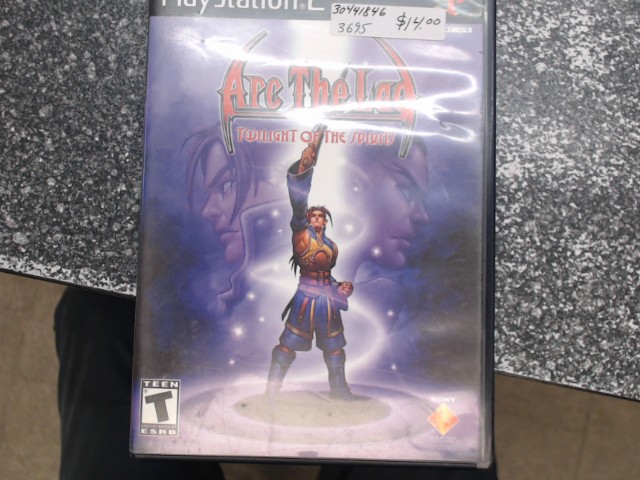 PlayStation 2
30441846
3695 $14.00
Arc The Lad
TWILIGHT OF THE SPIRITS
TEEN
T
ESRB
SONY